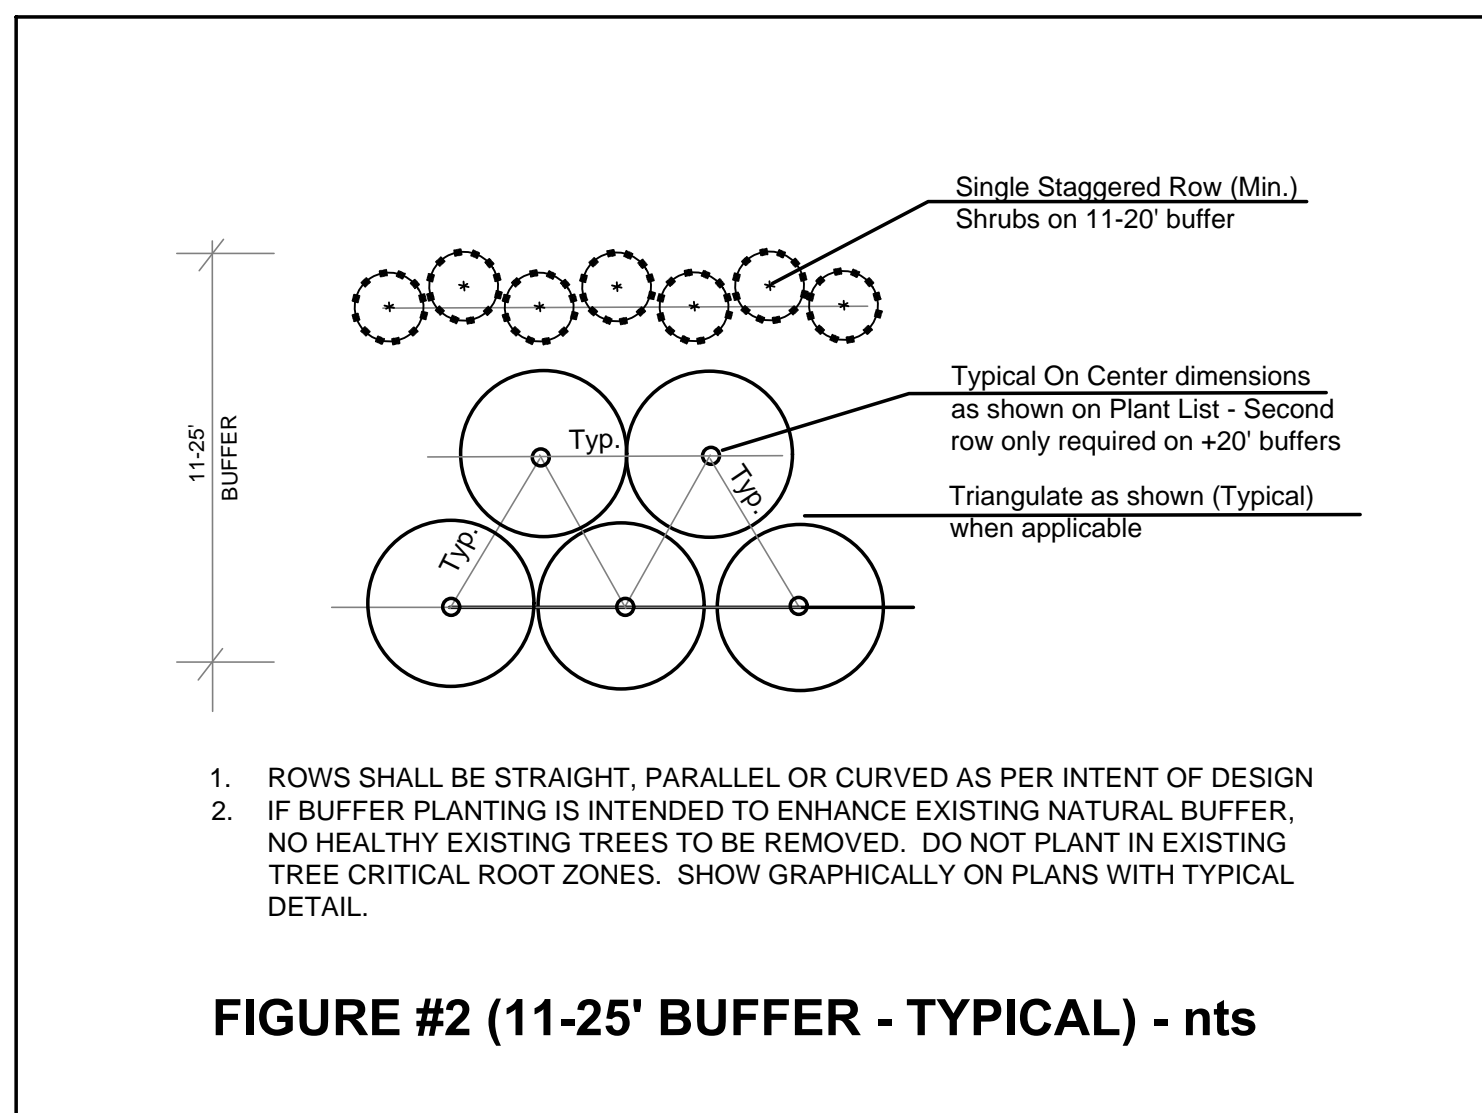 Single Staggered Row (Min.)
Shrubs on 11-20' buffer
Typical On Center dimensions
as shown on Plant List - Second
row only required on +20' buffers
Typ.
Typ.
Typ.
Triangulate as shown (Typical)
when applicable
11-25'
BUFFER
1. ROWS SHALL BE STRAIGHT, PARALLEL OR CURVED AS PER INTENT OF DESIGN
2. IF BUFFER PLANTING IS INTENDED TO ENHANCE EXISTING NATURAL BUFFER,
NO HEALTHY EXISTING TREES TO BE REMOVED. DO NOT PLANT IN EXISTING
TREE CRITICAL ROOT ZONES. SHOW GRAPHICALLY ON PLANS WITH TYPICAL
DETAIL.
FIGURE #2 (11-25' BUFFER - TYPICAL) - nts